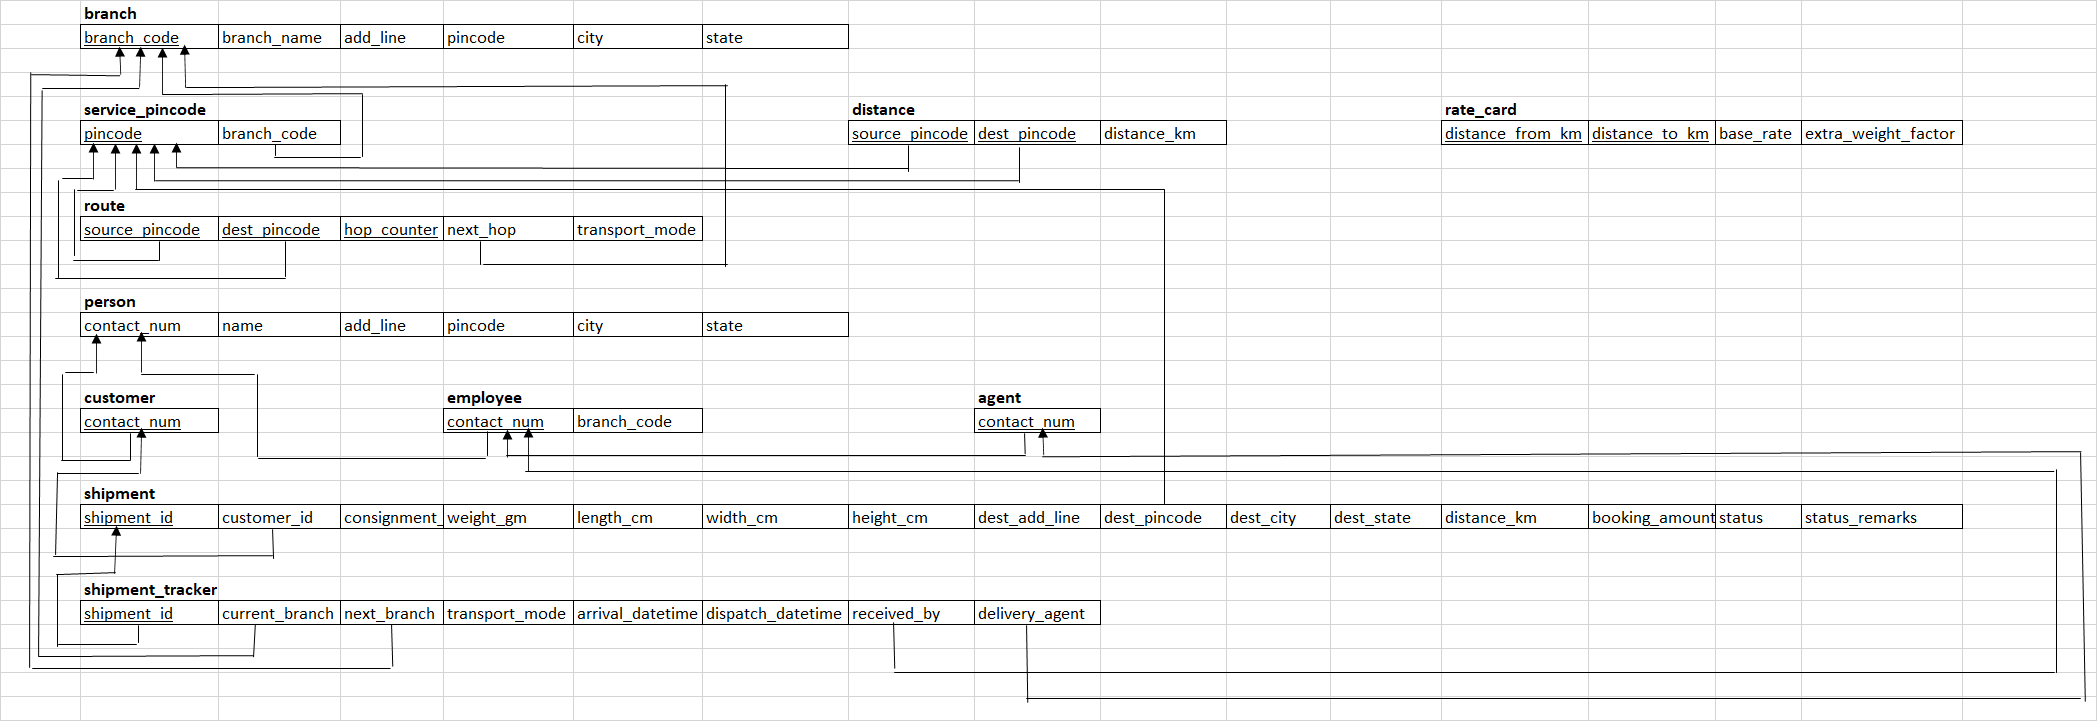 branch
branch_code branch_name add_line pincode city state
service_pincode distance rate_card
pincode branch_code source_pincode dest_pincode distance_km distance_from_km distance_to_km base_rate extra_weight_factor
route
source_pincode dest_pincode hop_counter next_hop transport_mode
person
contact_num name add_line pincode city state
customer employee agent
contact_num contact_num branch_code contact_num
shipment
shipment_id customer_id consignment_ weight_gm length_cm width_cm height_cm dest_add_line dest_pincode dest_city dest_state distance_km booking_amount status status_remarks
shipment_tracker
shipment_id current_branch next_branch transport_mode arrival_datetime dispatch_datetime received_by delivery_agent